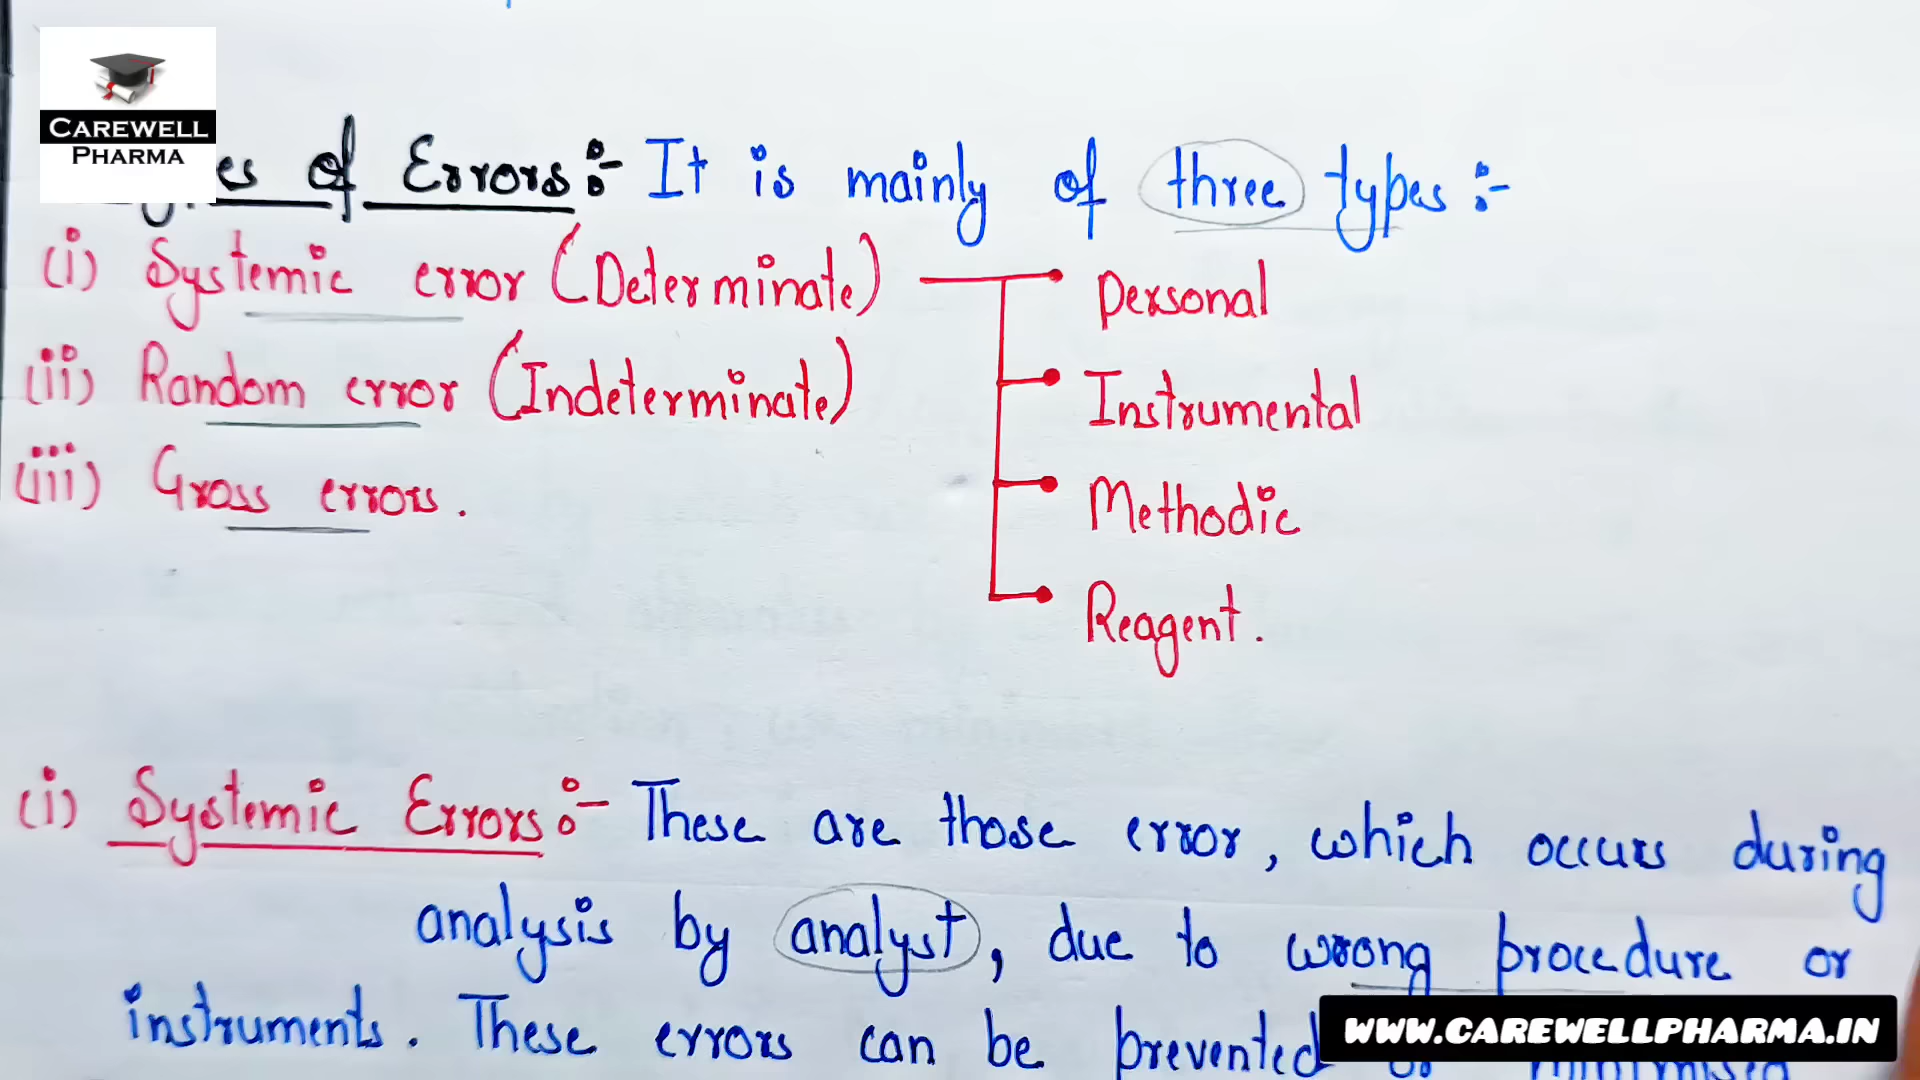 CAREWELL
PHARMA
of Errors:- It is mainly of three types:-
(i) Systemic error (Determinate)
Personal
(ii) Random error (Indeterminate)
Instrumental
(iii) Gross errors.
Methodic
Reagent.
(i) Systemic Errors:- These are those error, which occurs during
analysis by analyst, due to wrong procedure or
instruments. These errors can be prevented or minimised
WWW.CAREWELLPHARMA.IN